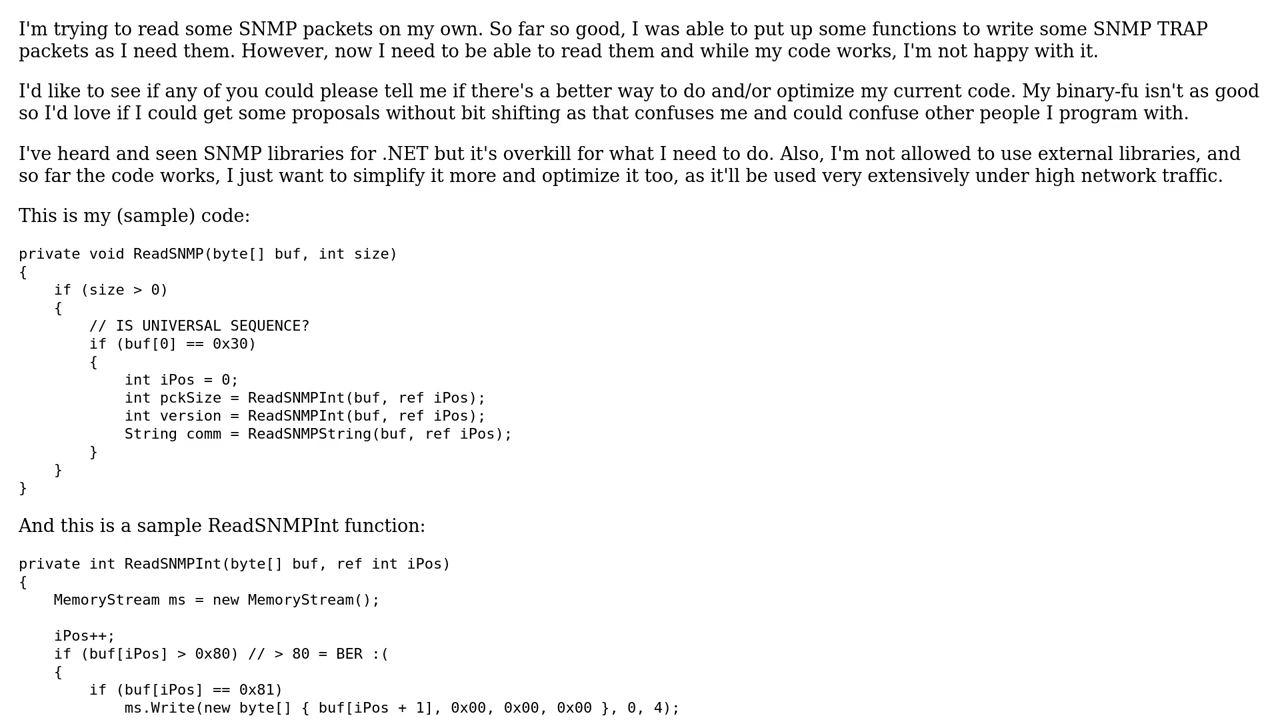 I'm trying to read some SNMP packets on my own. So far so good, I was able to put up some functions to write some SNMP TRAP
packets as I need them. However, now I need to be able to read them and while my code works, I'm not happy with it.
I'd like to see if any of you could please tell me if there's a better way to do and/or optimize my current code. My binary-fu isn't as good
so I'd love if I could get some proposals without bit shifting as that confuses me and could confuse other people I program with.
I've heard and seen SNMP libraries for .NET but it's overkill for what I need to do. Also, I'm not allowed to use external libraries, and
so far the code works, I just want to simplify it more and optimize it too, as it'll be used very extensively under high network traffic.
This is my (sample) code:
private void ReadSNMP(byte[] buf, int size)
{
    if (size > 0)
    {
        // IS UNIVERSAL SEQUENCE?
        if (buf[0] == 0x30)
        {
            int iPos = 0;
            int pckSize = ReadSNMPInt(buf, ref iPos);
            int version = ReadSNMPInt(buf, ref iPos);
            String comm = ReadSNMPString(buf, ref iPos);
        }
    }
}
And this is a sample ReadSNMPInt function:
private int ReadSNMPInt(byte[] buf, ref int iPos)
{
    MemoryStream ms = new MemoryStream();
    iPos++;
    if (buf[iPos] > 0x80) // > 80 = BER :(
    {
        if (buf[iPos] == 0x81)
            ms.Write(new byte[] { buf[iPos + 1], 0x00, 0x00, 0x00 }, 0, 4);